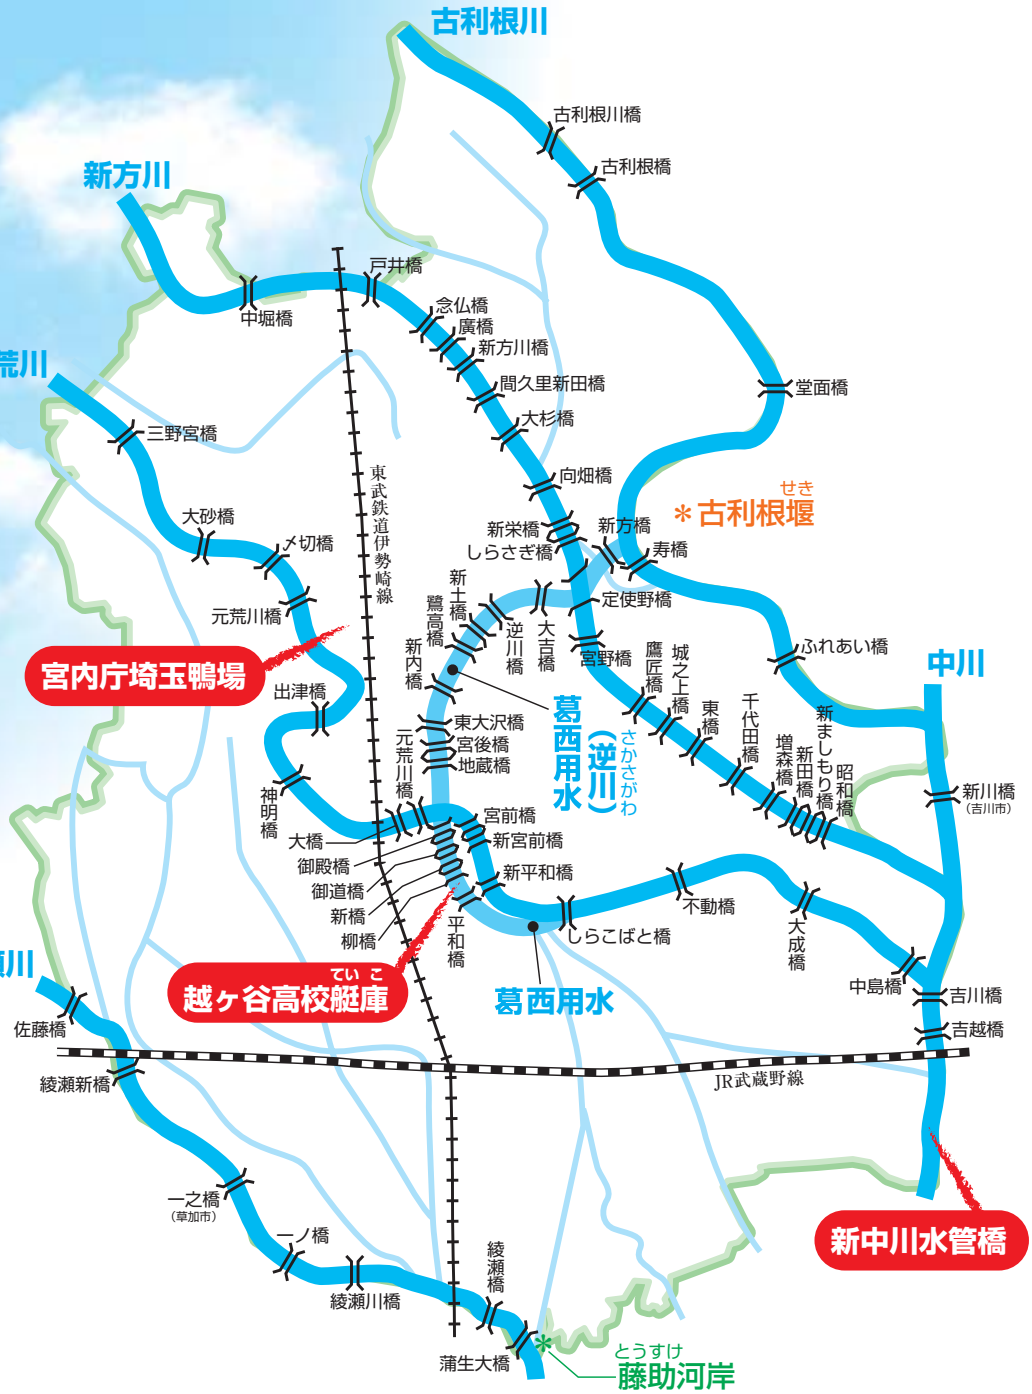 古利根川
古利根川橋
古利根橋
新方川
戸井橋
中堀橋
念仏橋
廣橋
新方川橋
間久里新田橋
大杉橋
荒川
三野宮橋
堂面橋
東武鉄道伊勢崎線
向畑橋
せき
＊古利根堰
大砂橋
〆切橋
新栄橋
しらさぎ橋
新方橋
寿橋
元荒川橋
新土橋
鷺高橋
新内橋
逆川橋
大吉橋
定使野橋
宮野橋
ふれあい橋
中川
宮内庁埼玉鴨場
出津橋
鷹匠橋
城之上橋
東橋
千代田橋
増森橋
新田橋
新ましもり橋
昭和橋
葛西用水
（逆川）
さかさがわ
東大沢橋
宮後橋
地蔵橋
元荒川橋
神明橋
新川橋
（吉川市）
大橋
宮前橋
新宮前橋
御殿橋
新平和橋
御道橋
新橋
柳橋
平和橋
しらこばと橋
不動橋
大成橋
中島橋
吉川橋
吉越橋
瀬川
ていこ
越ヶ谷高校艇庫
葛西用水
佐藤橋
綾瀬新橋
JR武蔵野線
一之橋
（草加市）
一ノ橋
綾瀬川橋
綾瀬橋
新中川水管橋
蒲生大橋
＊
とうすけ
藤助河岸